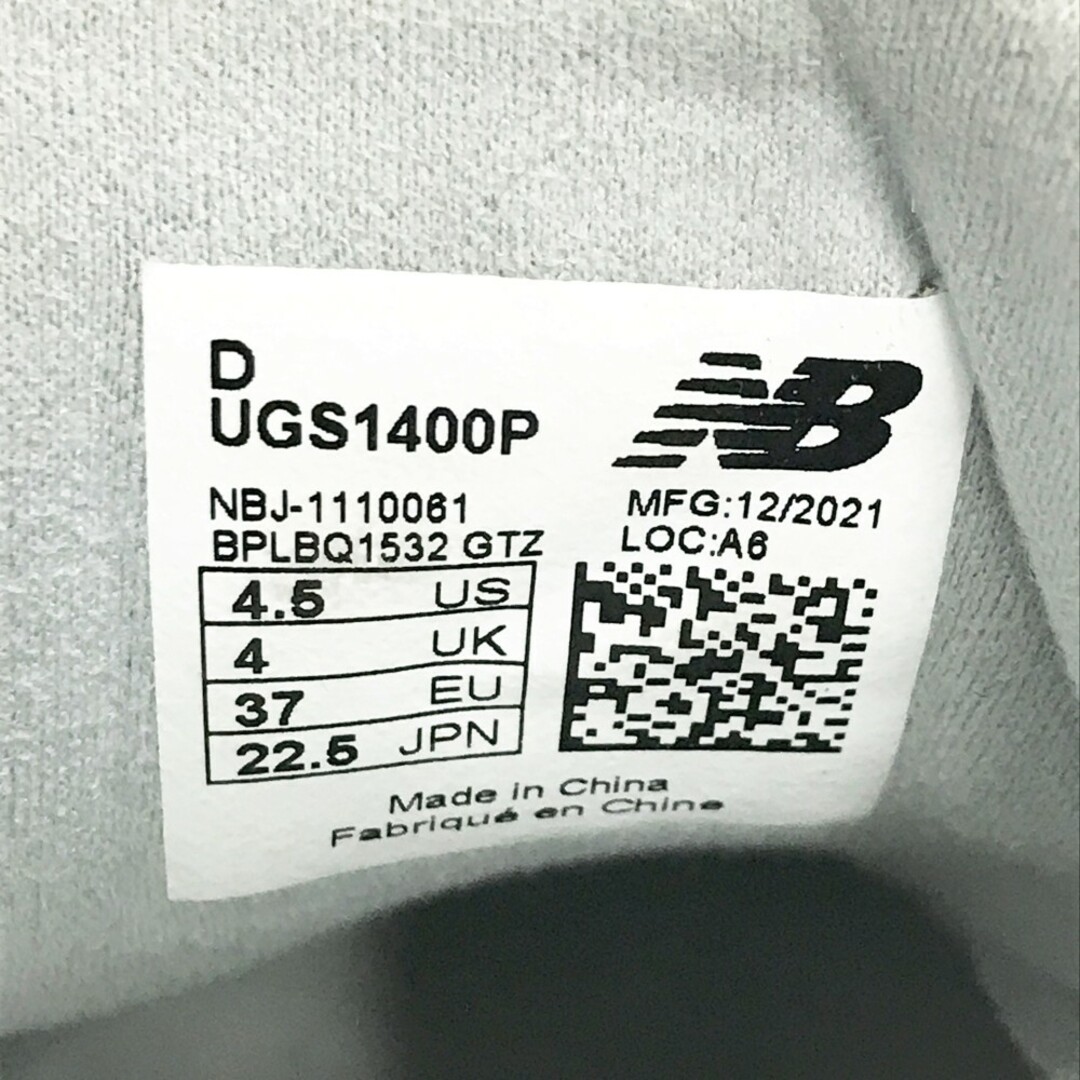 D
UGS1400P
NB
NBJ-1110061
BPLBQ1532 GTZ
MFG:12/2021
LOC:A6
4.5 US
4 UK
37 EU
22.5 JPN
Made in China
Fabriqué en Chine